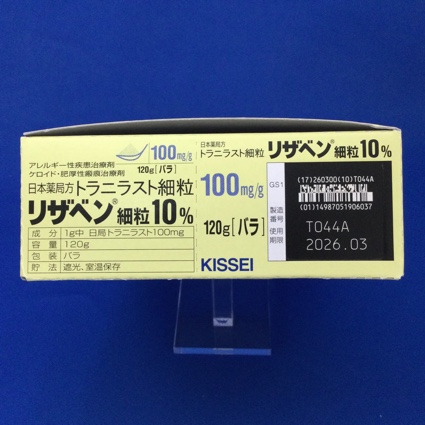 アレルギー性疾患治療剤
ケロイド・肥厚性瘢痕治療剤
100mg/g
120g[バラ]
日本薬局方 トラニラスト細粒
リザベン®細粒10%
成分 1g中 日局トラニラスト100mg
容量 120g
包装 バラ
貯法 遮光、室温保存
日本薬局方
トラニラスト細粒
リザベン®細粒10%
100mg/g
120g[バラ]
KISSEI
GS1
製造番号
使用期限
(17)260300(10)T044A
(01)14987051906037
T044A
2026.03